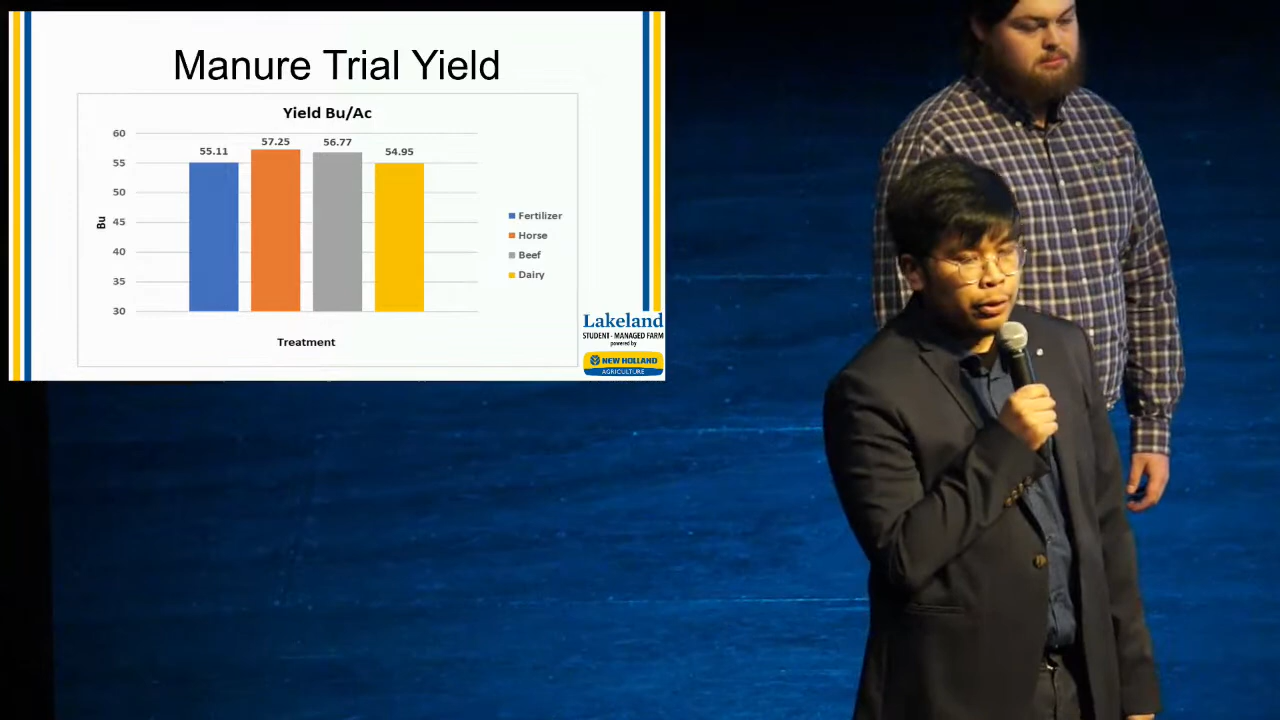 Manure Trial Yield
Yield Bu/Ac
60
55
50
45
40
35
30
Bu
55.11
57.25
56.77
54.95
Treatment
Fertilizer
Horse
Beef
Dairy
Lakeland
STUDENT - MANAGED FARM
powered by
NEW HOLLAND
AGRICULTURE